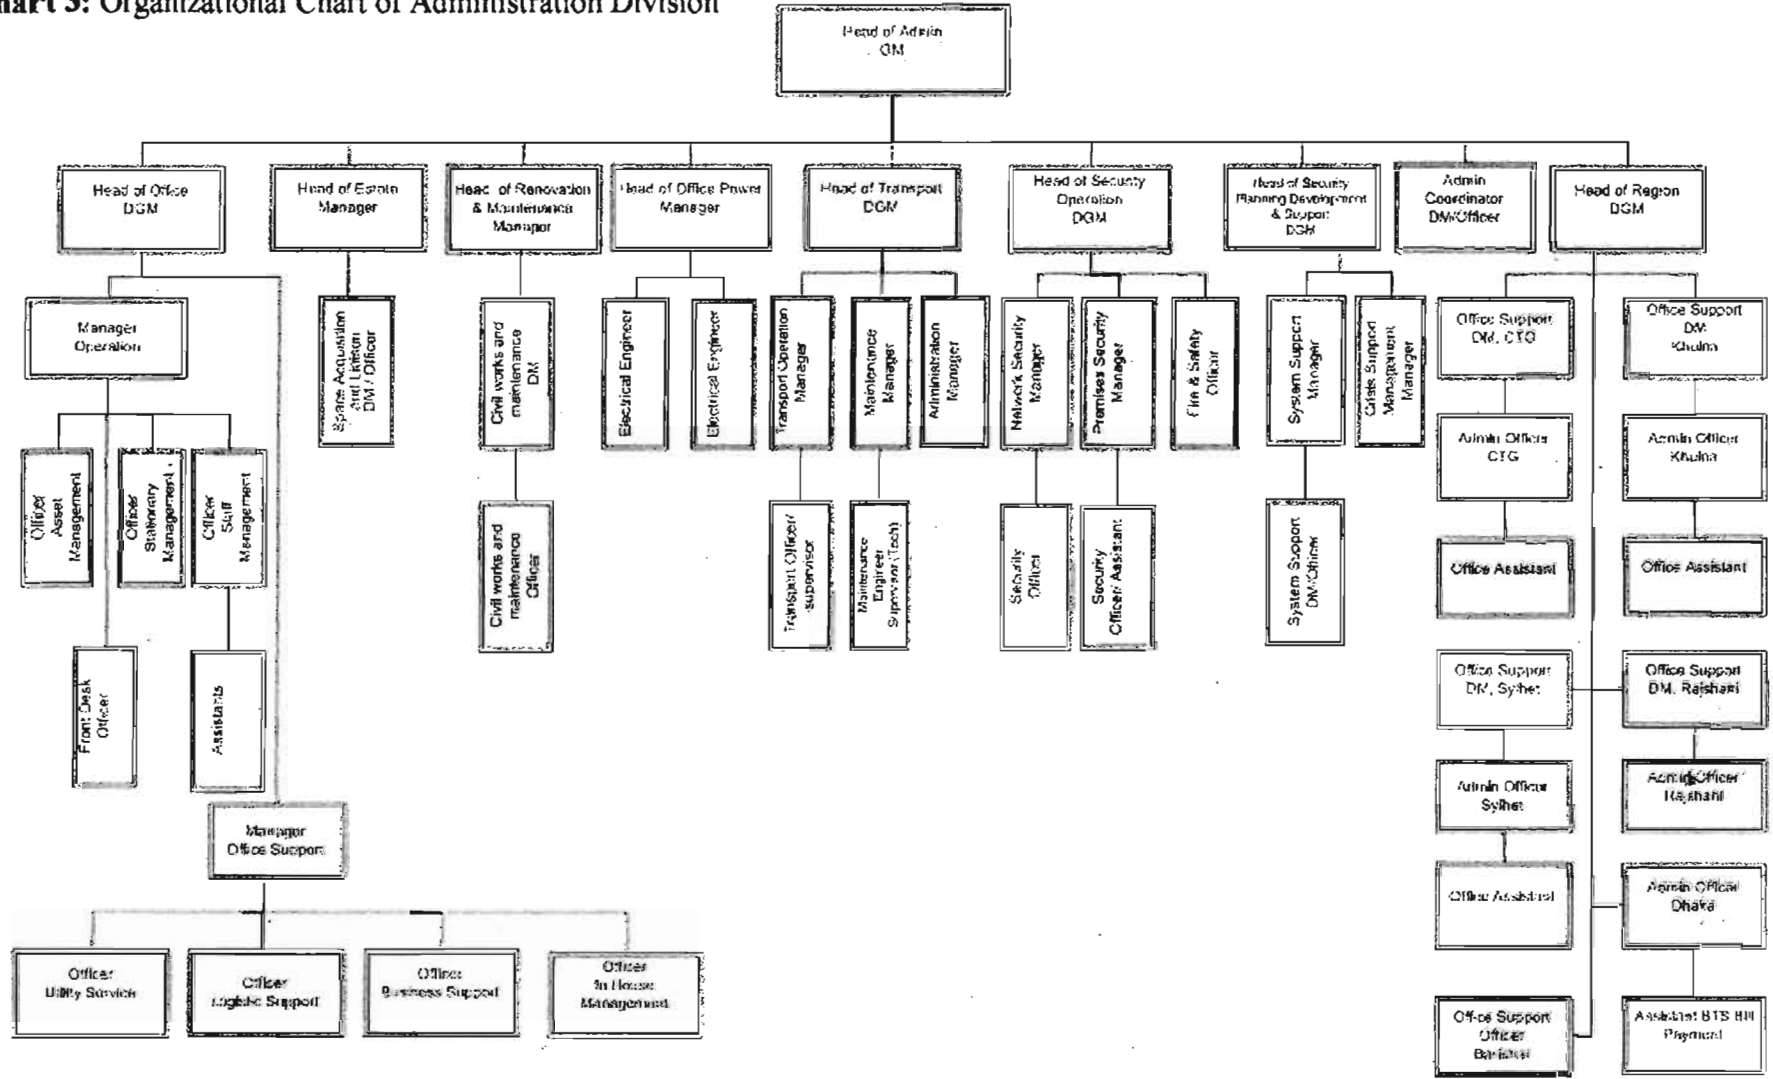 art 3: Organizational Chart of Administration Division
Head of Admin
GM
Head of Office
DGM
Head of Estate
Manager
Head of Renovation
& Maintenance
Manager
Head of Office Power
Manager
Head of Transport
DGM
Head of Security
Operation
DGM
Head of Security
Planning Development
& Support
DGM
Admin
Coordinator
DM/Officer
Head of Region
DGM
Manager
Operation
Space Acquisition
and Liaison
DM / Officer
Civil works and
maintenance
DM
Electrical Engineer
Electrical Engineer
Transport Operation
Manager
Maintenance
Manager
Administration
Manager
Network Security
Manager
Premises Security
Manager
Fire & Safety
Officer
System Support
Manager
Crisis Support
Management
Manager
Office Support
DM, CTG
Office Support
DM
Khulna
Officer
Asset
Management
Officer
Stationary
Management
Officer
Staff
Management
Admin Officer
CTG
Admin Officer
Khulna
Civil works and
maintenance
Officer
Transport Officer/
supervisor
Maintenance
Engineer
Supervisor (Tech)
Security
Officer
Security
Officer/ Assistant
System Support
DM/Officer
Office Assistant
Office Assistant
Front Desk
Officer
Assistants
Office Support
DM, Sylhet
Office Support
DM, Rajshahi
Admin Officer
Sylhet
Admin Officer
Rajshahi
Manager
Office Support
Office Assistant
Admin Officer
Dhaka
Officer
Utility Service
Officer
Logistic Support
Officer
Business Support
Officer
In House
Management
Office Support
Officer
Barishal
Assistant BTS Bill
Payment